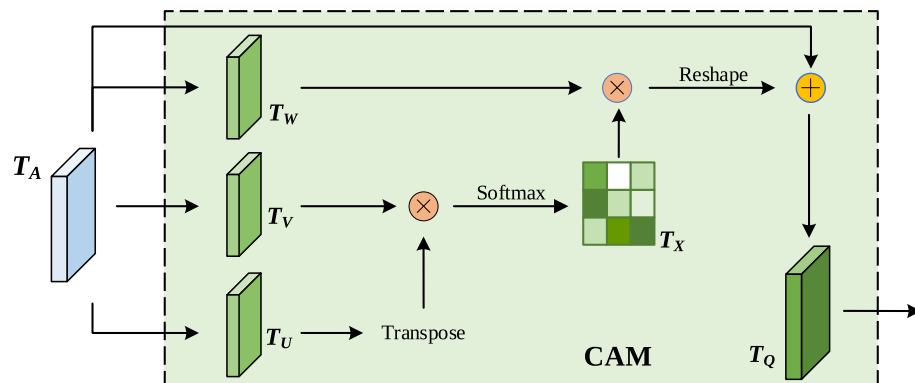 Reshape
T_W
T_A
Softmax
T_V
T_X
Transpose
T_U
CAM
T_Q